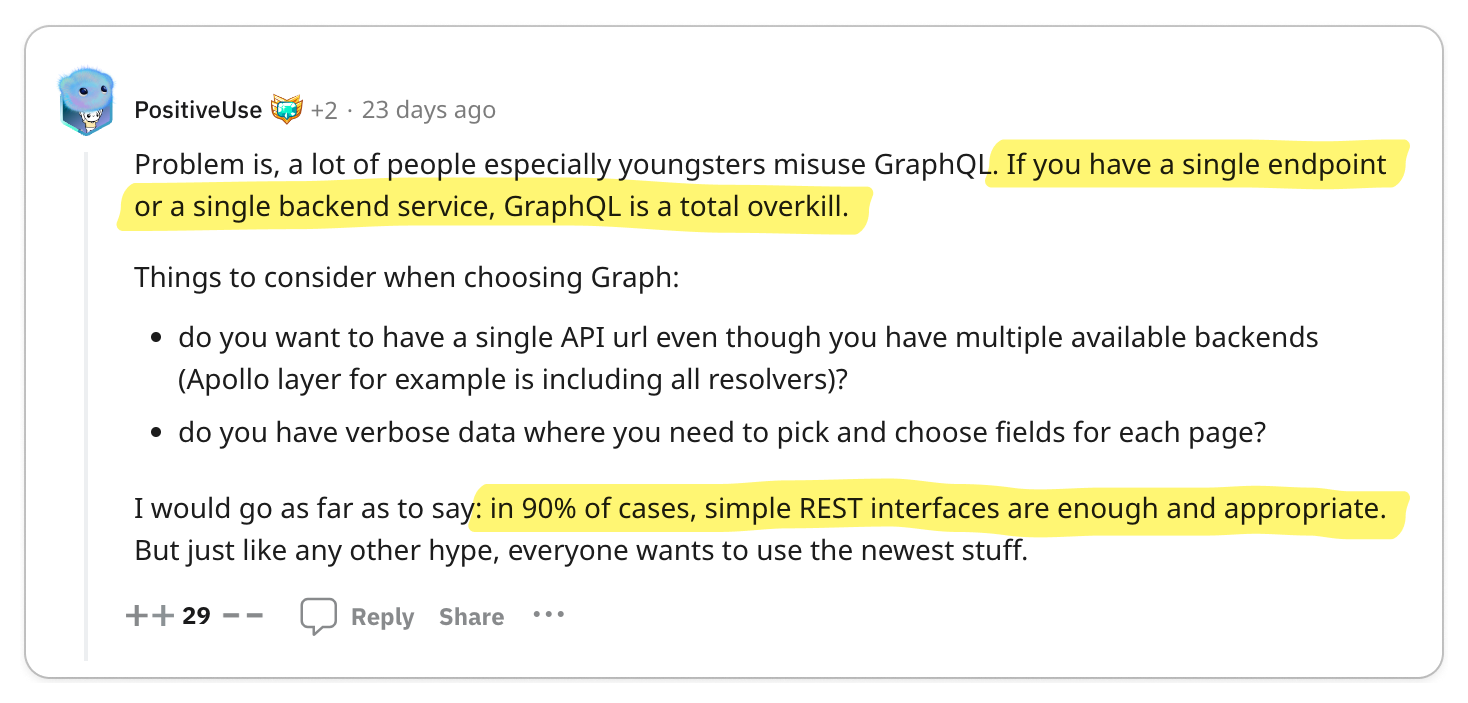 PositiveUse +2 · 23 days ago
Problem is, a lot of people especially youngsters misuse GraphQL. If you have a single endpoint
or a single backend service, GraphQL is a total overkill.
Things to consider when choosing Graph:
• do you want to have a single API url even though you have multiple available backends
(Apollo layer for example is including all resolvers)?
• do you have verbose data where you need to pick and choose fields for each page?
I would go as far as to say: in 90% of cases, simple REST interfaces are enough and appropriate.
But just like any other hype, everyone wants to use the newest stuff.
++ 29 −− Reply Share ···